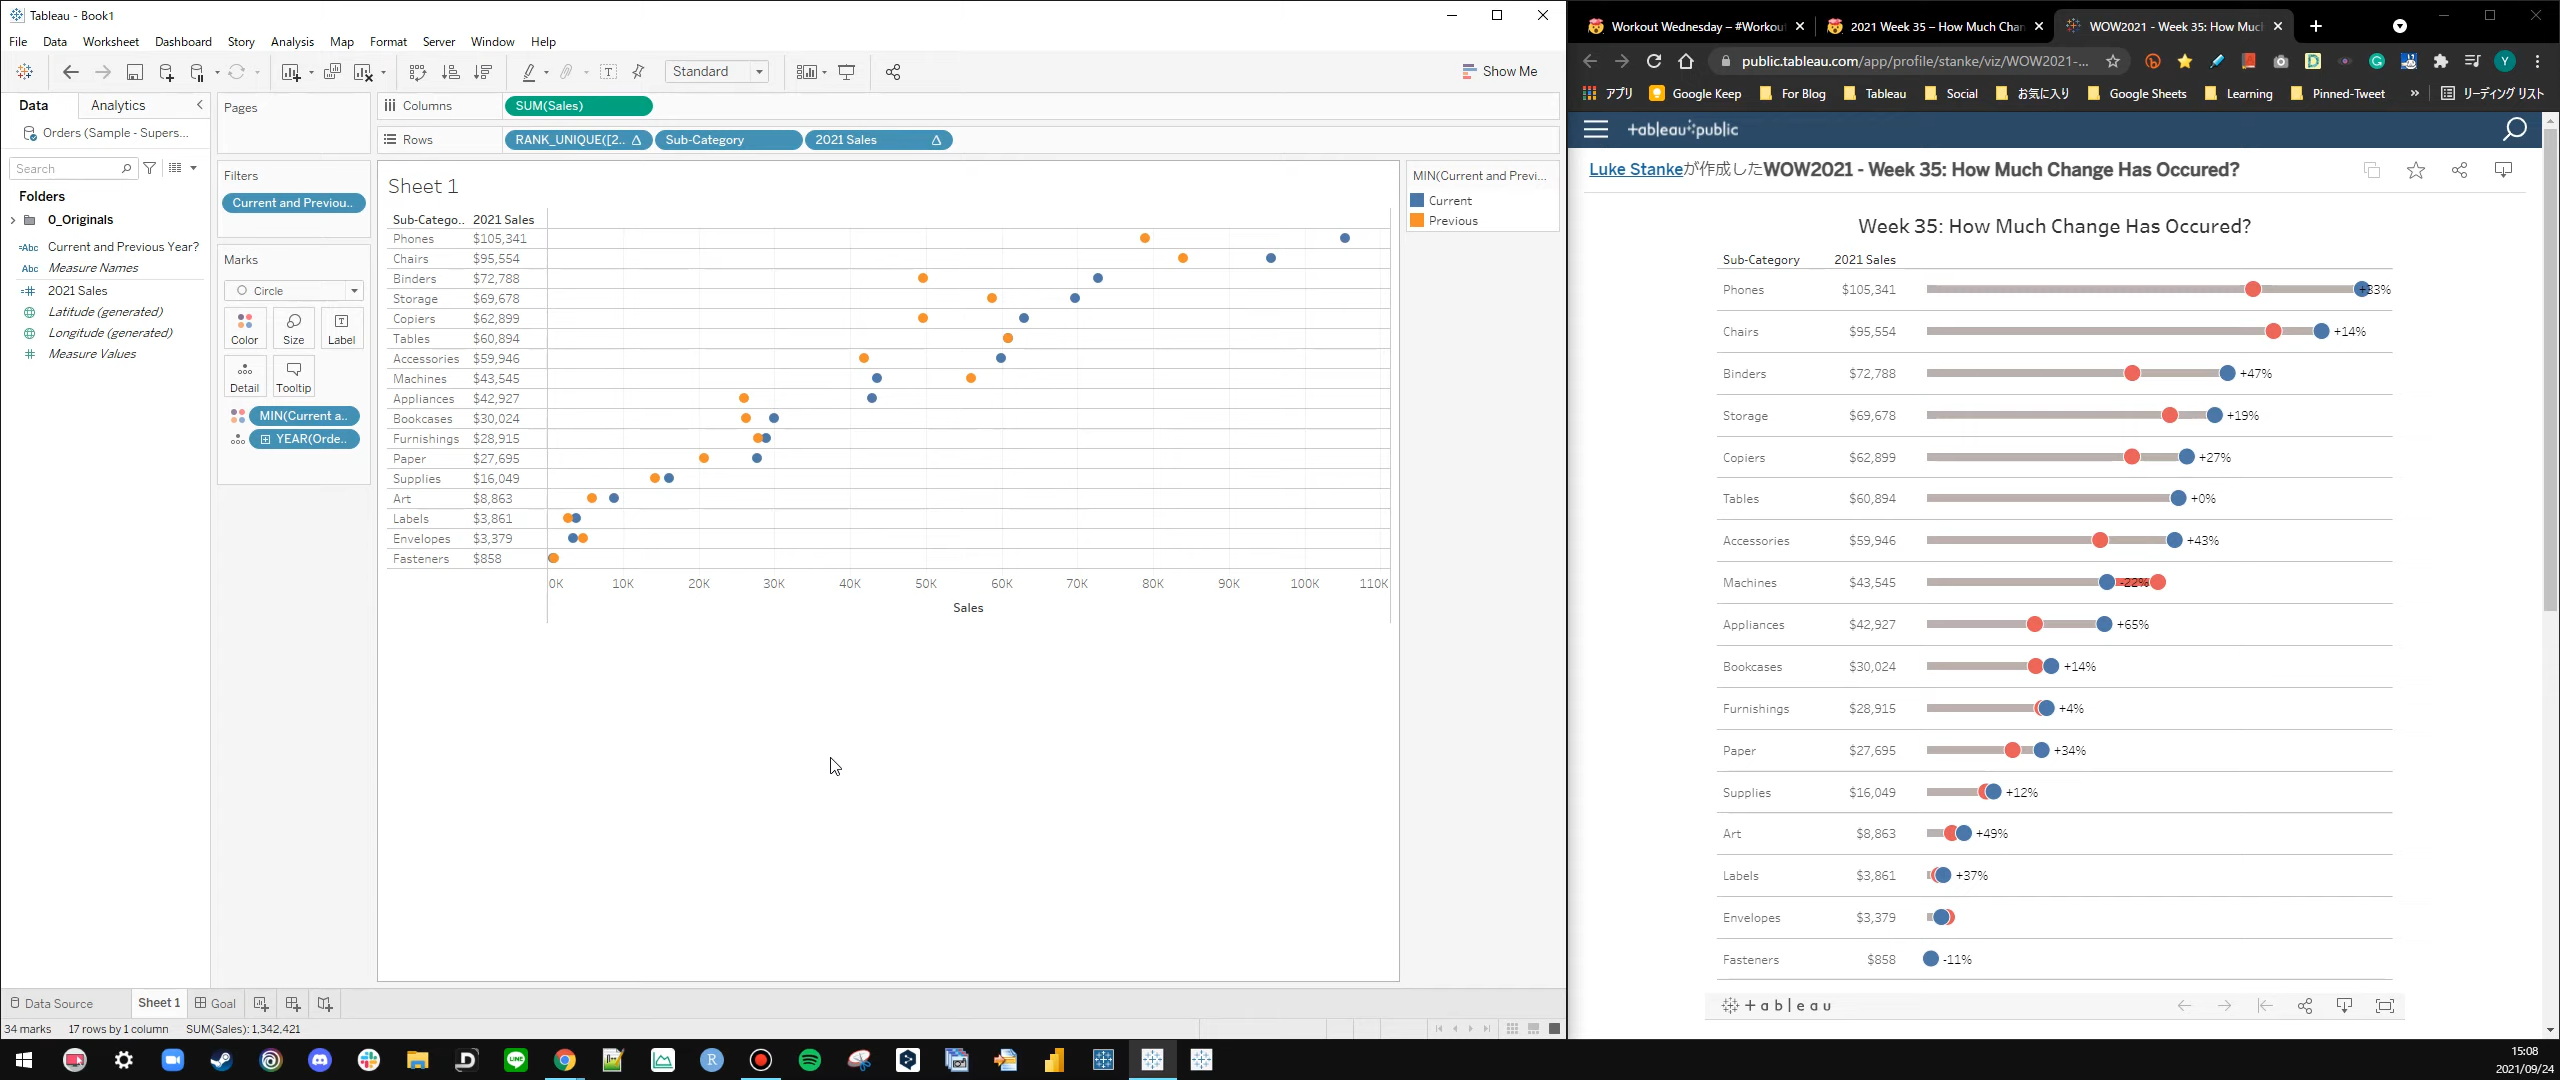 Tableau - Book1
File Data Worksheet Dashboard Story Analysis Map Format Server Window Help
Standard
Show Me
Data Analytics
Orders (Sample - Supers...
Search
Folders
0_Originals
=Abc Current and Previous Year?
Abc Measure Names
2021 Sales
Latitude (generated)
Longitude (generated)
Measure Values
Pages
Filters
Current and Previou..
Marks
Circle
Color Size Label
Detail Tooltip
MIN(Current a..
YEAR(Orde..
Columns SUM(Sales)
Rows RANK_UNIQUE([2.. Sub-Category 2021 Sales
Sheet 1
Sub-Catego.. 2021 Sales
Phones $105,341
Chairs $95,554
Binders $72,788
Storage $69,678
Copiers $62,899
Tables $60,894
Accessories $59,946
Machines $43,545
Appliances $42,927
Bookcases $30,024
Furnishings $28,915
Paper $27,695
Supplies $16,049
Art $8,863
Labels $3,861
Envelopes $3,379
Fasteners $858
0K 10K 20K 30K 40K 50K 60K 70K 80K 90K 100K 110K
Sales
MIN(Current and Previ...
Current
Previous
Data Source Sheet 1 Goal
34 marks 17 rows by 1 column SUM(Sales): 1,342,421
Workout Wednesday – #Workou
2021 Week 35 – How Much Chan
WOW2021 - Week 35: How Muc
public.tableau.com/app/profile/stanke/viz/WOW2021-...
アプリ Google Keep For Blog Tableau Social お気に入り Google Sheets Learning Pinned-Tweet » リーディング リスト
+ableau public
Luke Stankeが作成したWOW2021 - Week 35: How Much Change Has Occured?
Week 35: How Much Change Has Occured?
Sub-Category 2021 Sales
Phones $105,341 +33%
Chairs $95,554 +14%
Binders $72,788 +47%
Storage $69,678 +19%
Copiers $62,899 +27%
Tables $60,894 +0%
Accessories $59,946 +43%
Machines $43,545 -22%
Appliances $42,927 +65%
Bookcases $30,024 +14%
Furnishings $28,915 +4%
Paper $27,695 +34%
Supplies $16,049 +12%
Art $8,863 +49%
Labels $3,861 +37%
Envelopes $3,379
Fasteners $858 -11%
+ableau
15:08
2021/09/24